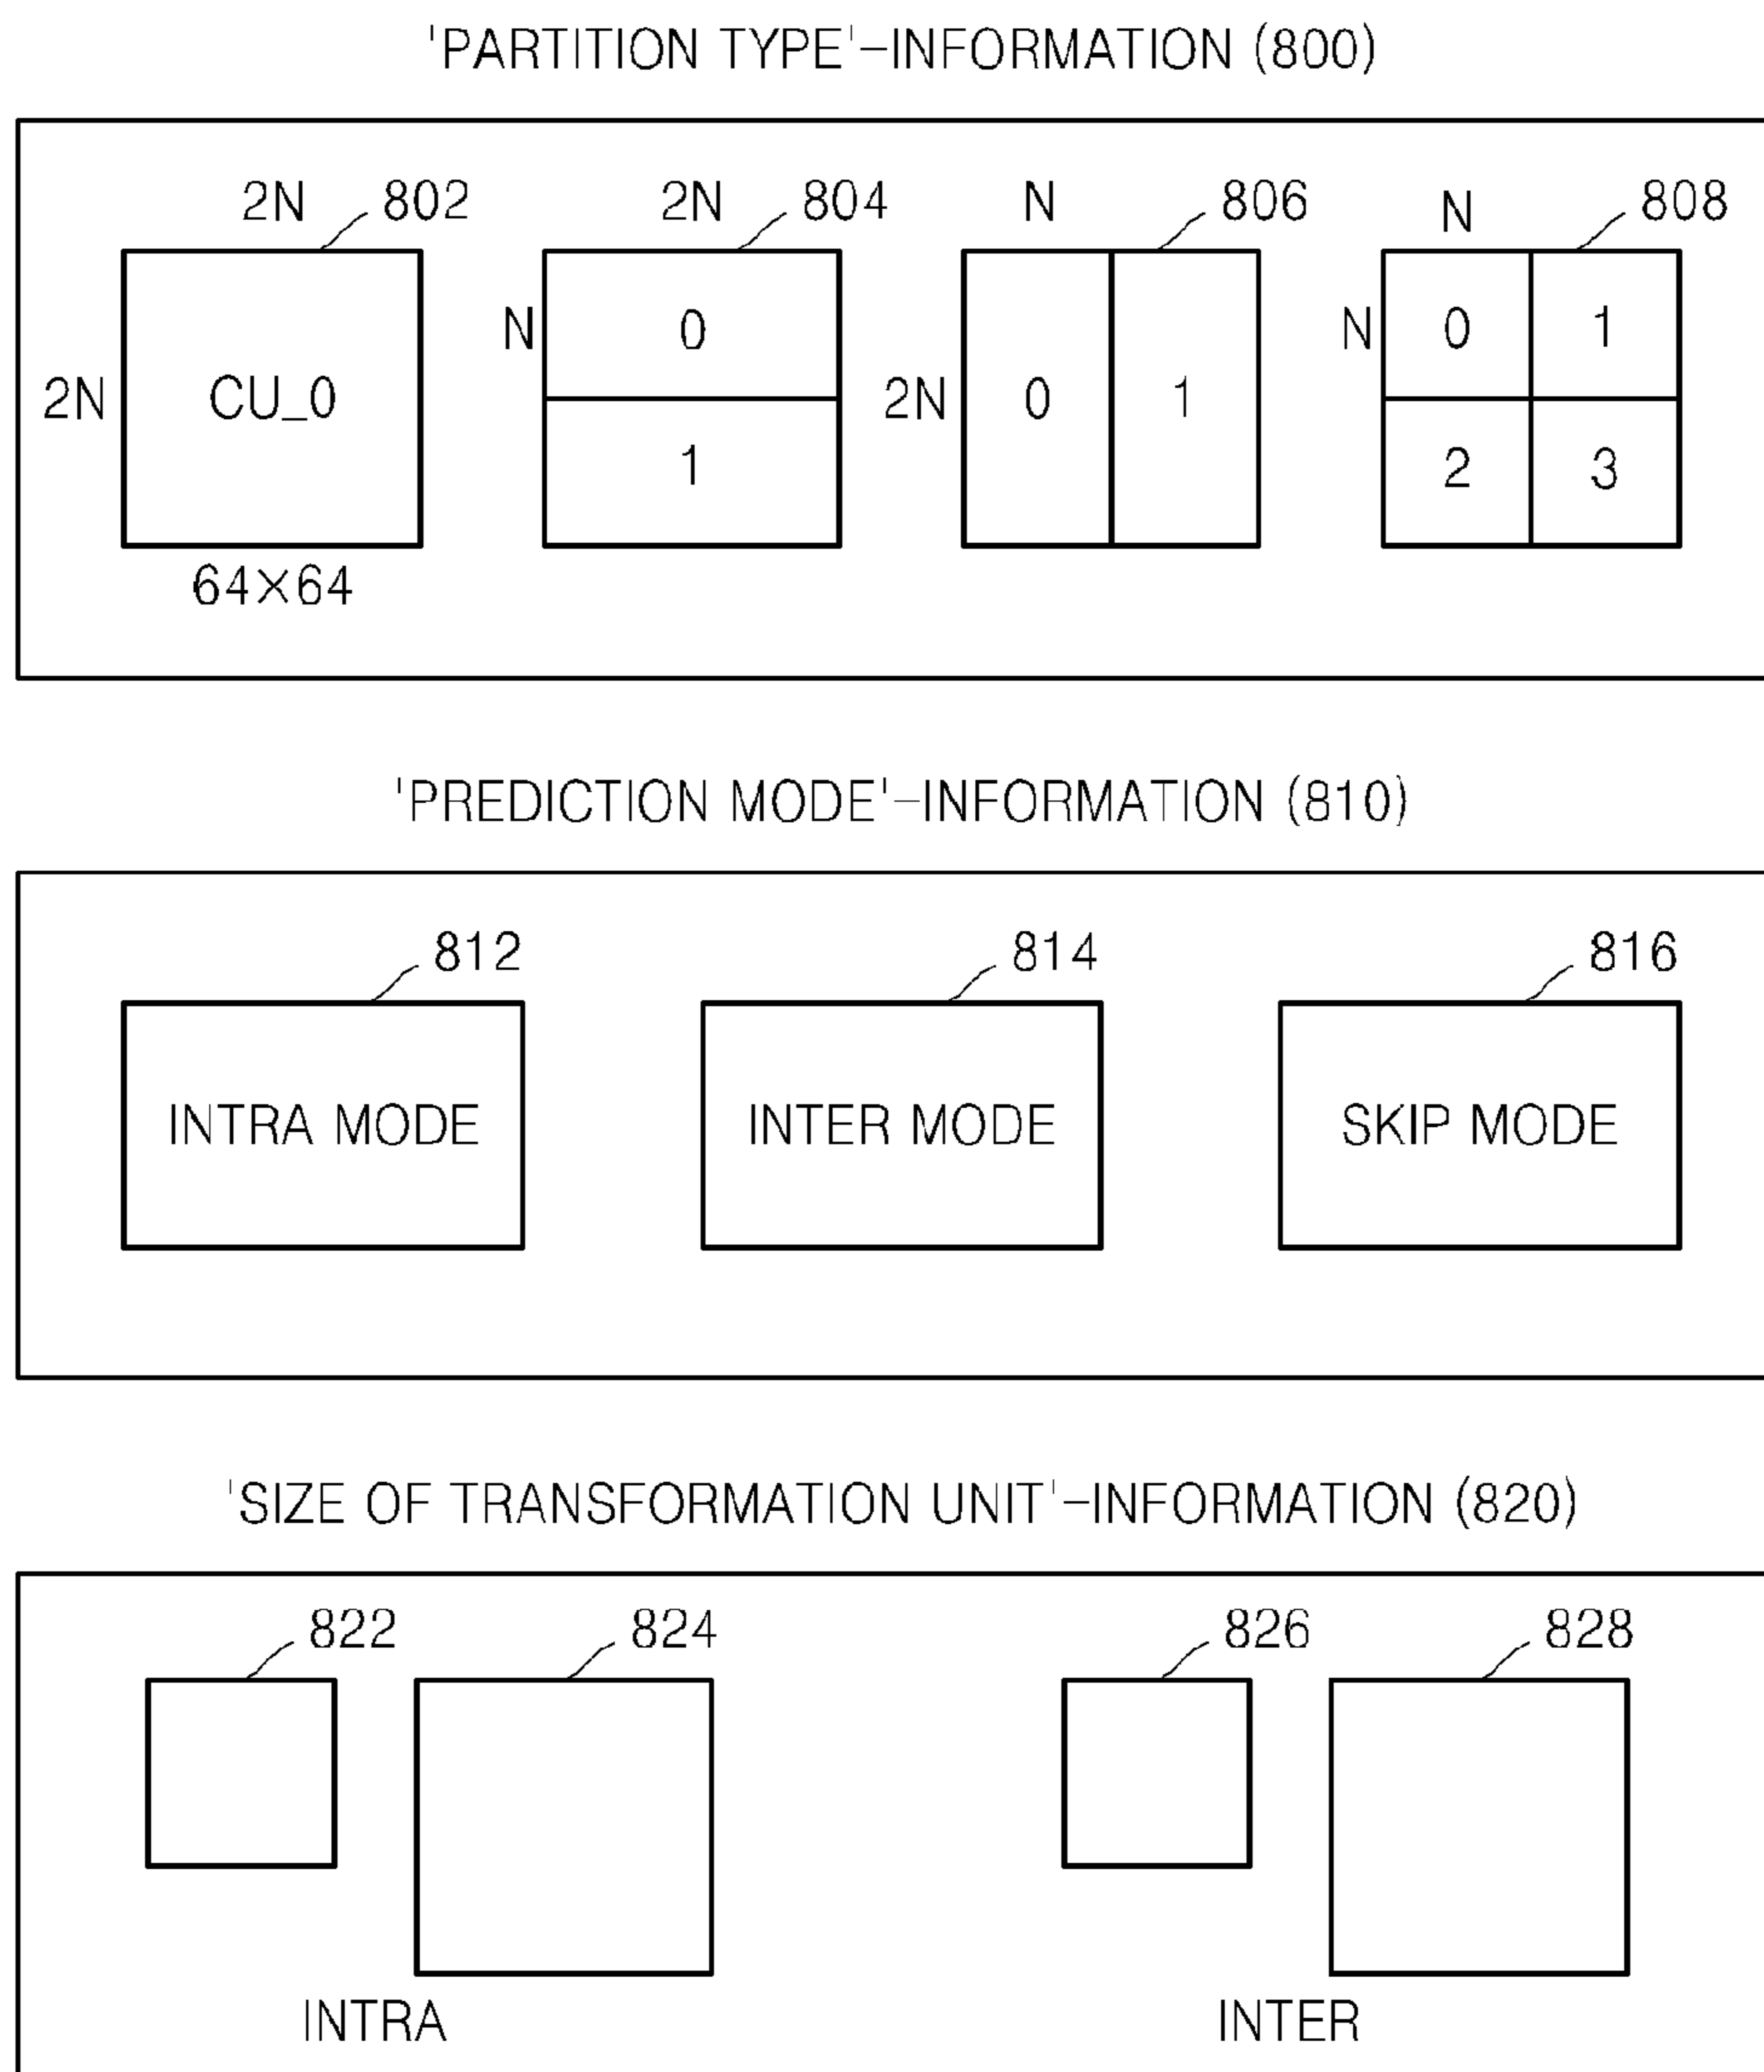 'PARTITION TYPE'-INFORMATION (800)
2N 802 2N 804 N 806 N 808
N 0 N 0 1
2N CU_0 2N 0 1
1 2 3
64×64
'PREDICTION MODE'-INFORMATION (810)
812 814 816
INTRA MODE INTER MODE SKIP MODE
'SIZE OF TRANSFORMATION UNIT'-INFORMATION (820)
822 824 826 828
INTRA INTER